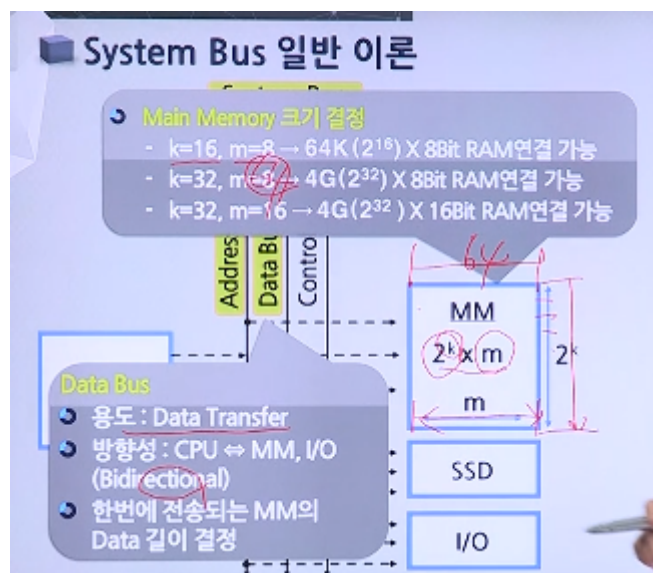 System Bus 일반 이론
Main Memory 크기 결정
- k=16, m=8 → 64K(2¹⁶) X 8Bit RAM연결 가능
- k=32, m=8 → 4G(2³²) X 8Bit RAM연결 가능
- k=32, m=16 → 4G(2³²) X 16Bit RAM연결 가능
64
Data Bu
MM
2ᵏ x m
2ᵏ
m
Data Bus
용도 : Data Transfer
방향성 : CPU ⇔ MM, I/O
(Bidirectional)
한번에 전송되는 MM의
Data 길이 결정
SSD
I/O